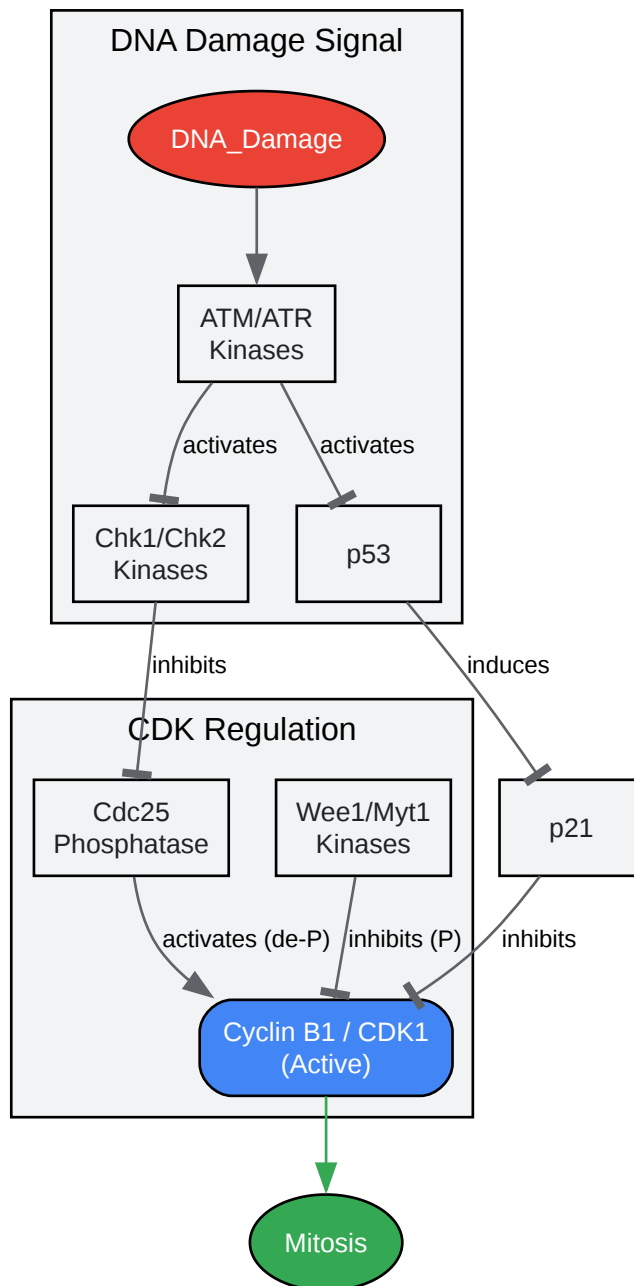 DNA Damage Signal
DNA_Damage
ATM/ATR
Kinases
activates
activates
Chk1/Chk2
Kinases
p53
inhibits
induces
CDK Regulation
Cdc25
Phosphatase
Wee1/Myt1
Kinases
p21
activates (de-P)
inhibits (P)
inhibits
Cyclin B1 / CDK1
(Active)
Mitosis